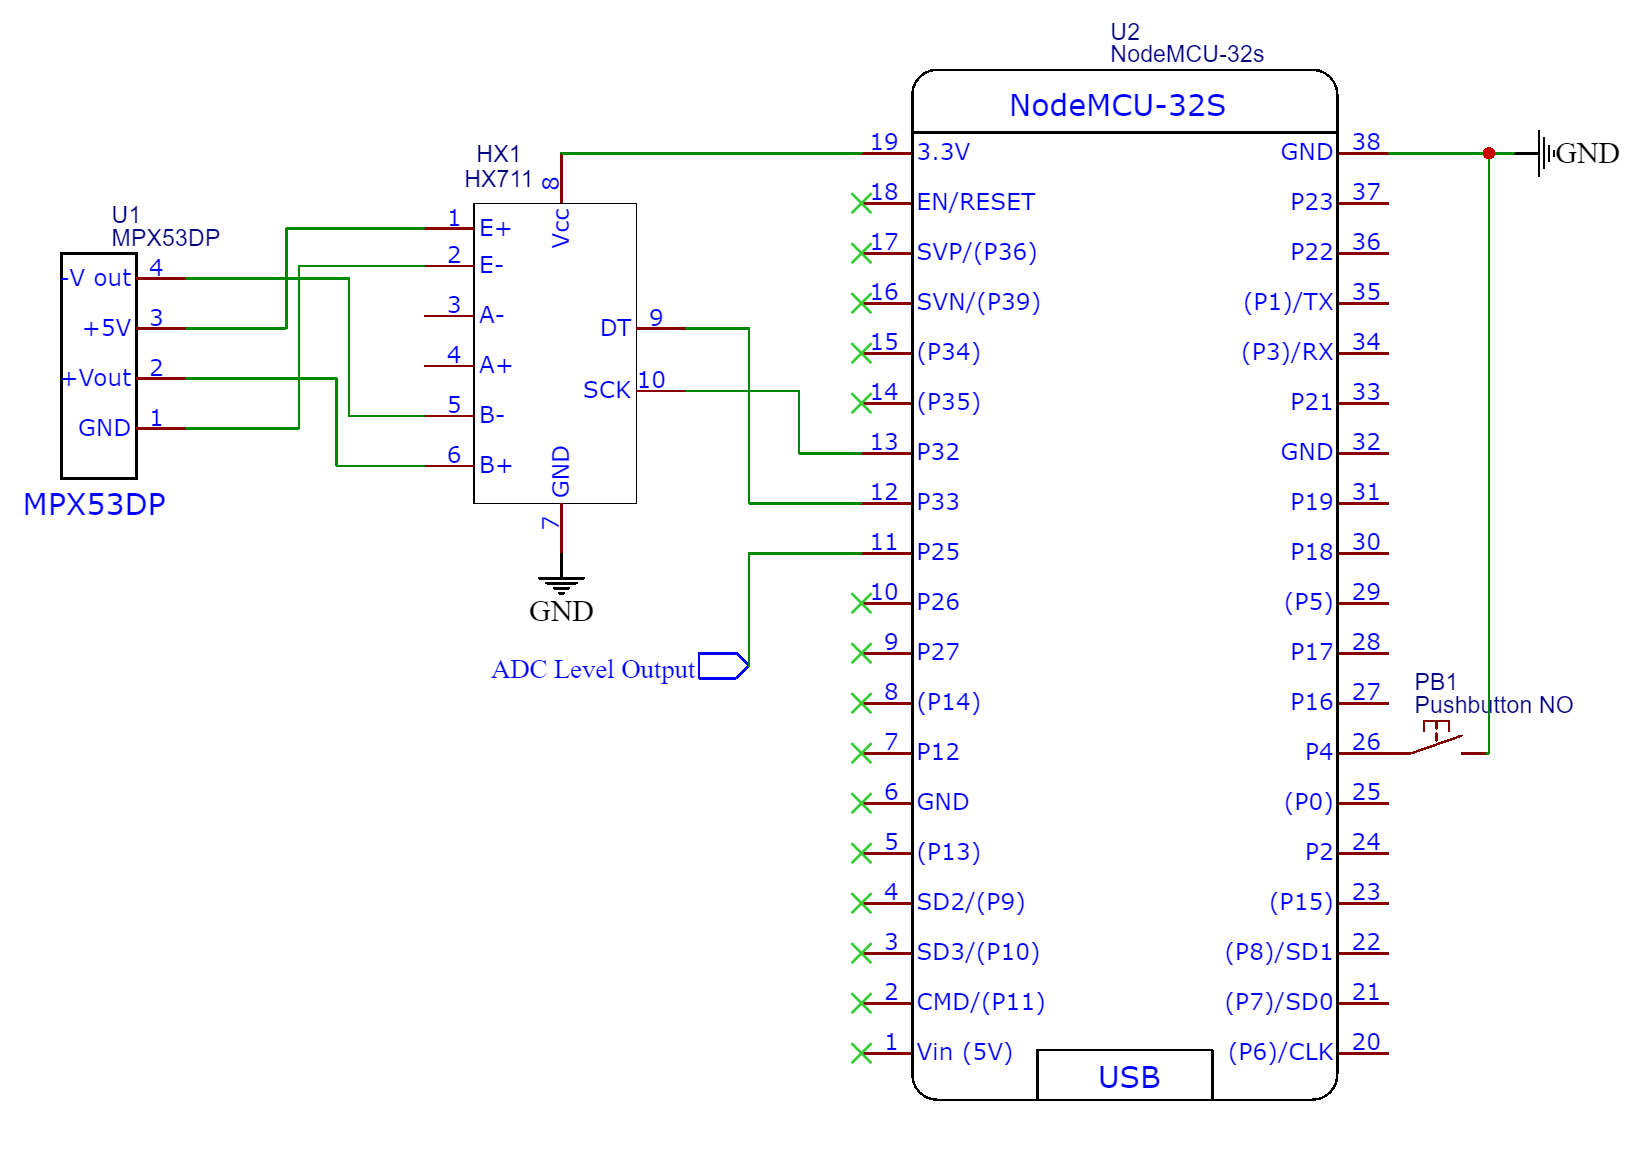 U2
NodeMCU-32s
NodeMCU-32S
U1
MPX53DP
-V out 4
+5V 3
+Vout 2
GND 1
MPX53DP
HX1
HX711
8
Vcc
1 E+
2 E-
3 A-
4 A+
5 B-
6 B+
DT 9
SCK 10
GND
7
GND
ADC Level Output
19 3.3V
18 EN/RESET
17 SVP/(P36)
16 SVN/(P39)
15 (P34)
14 (P35)
13 P32
12 P33
11 P25
10 P26
9 P27
8 (P14)
7 P12
6 GND
5 (P13)
4 SD2/(P9)
3 SD3/(P10)
2 CMD/(P11)
1 Vin (5V)
GND 38
P23 37
P22 36
(P1)/TX 35
(P3)/RX 34
P21 33
GND 32
P19 31
P18 30
(P5) 29
P17 28
P16 27
P4 26
(P0) 25
P2 24
(P15) 23
(P8)/SD1 22
(P7)/SD0 21
(P6)/CLK 20
USB
GND
PB1
Pushbutton NO